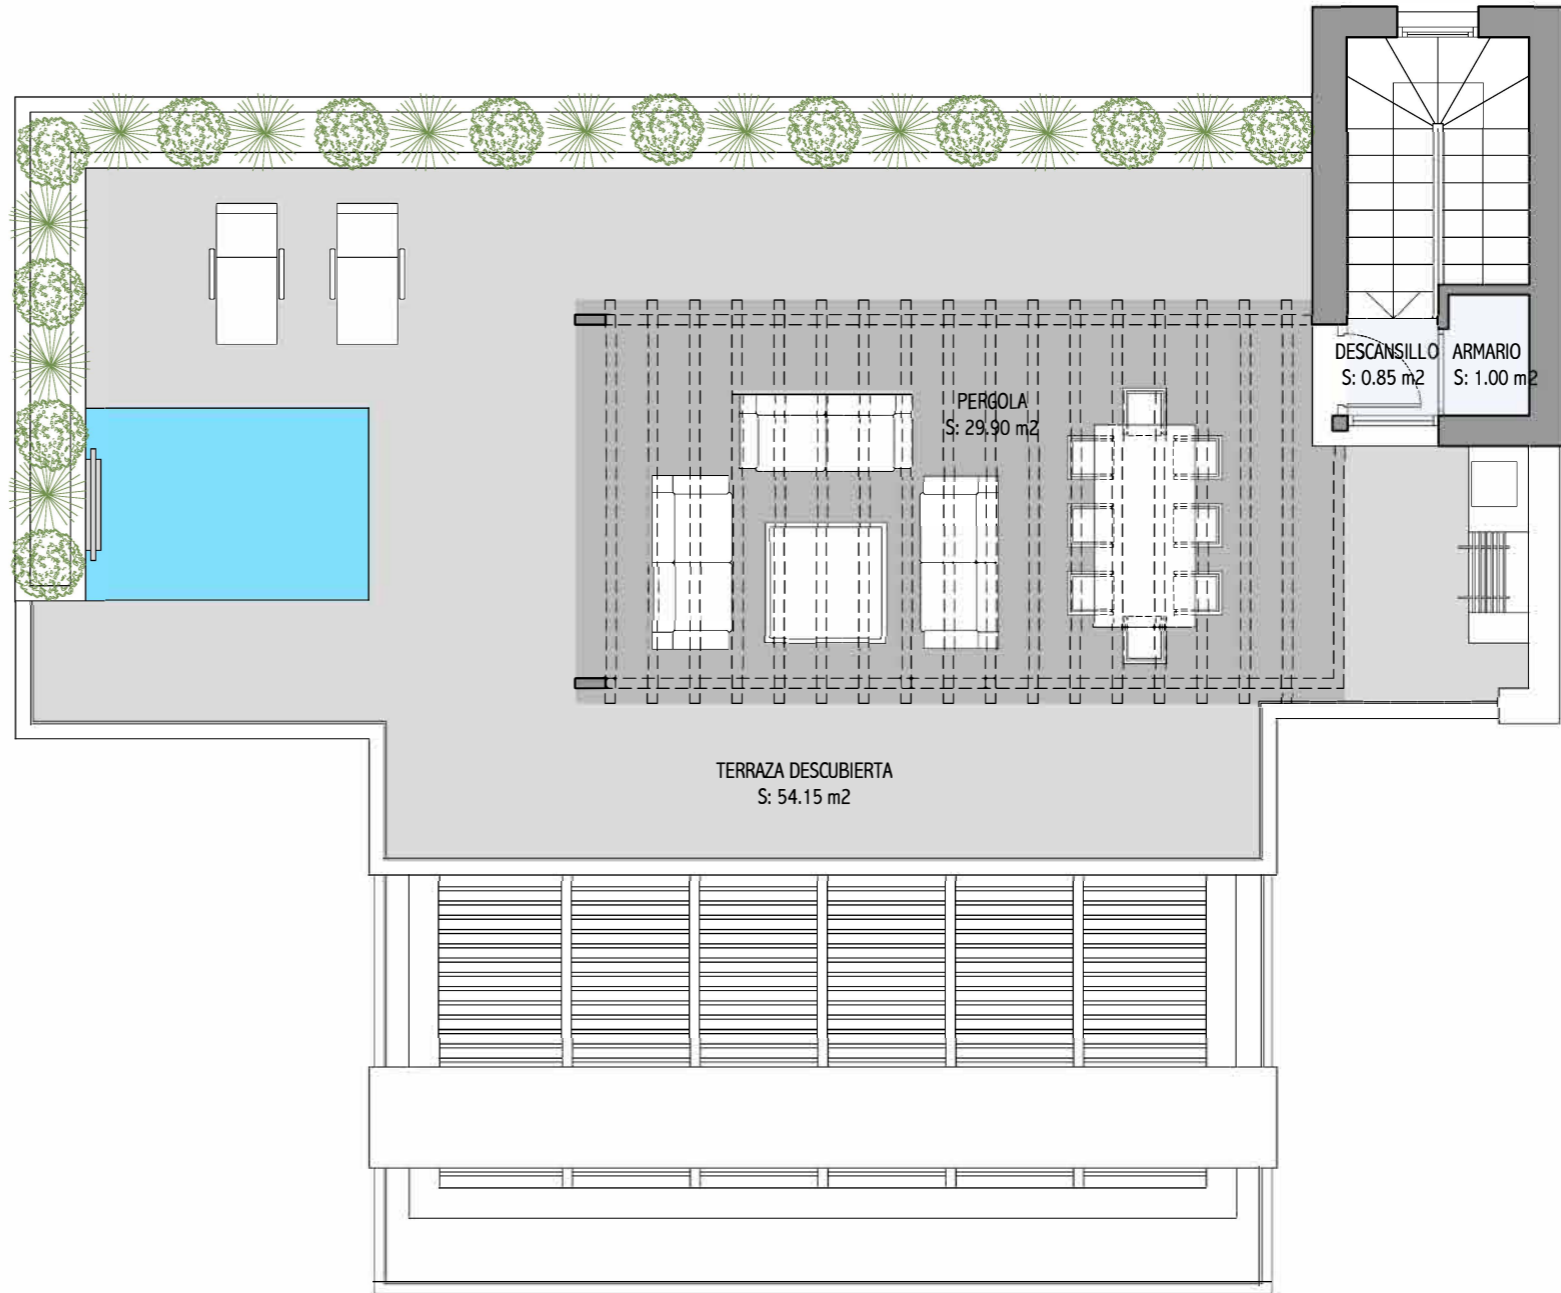 DESCANSILLO
S: 0.85 m2
ARMARIO
S: 1.00 m2
PERGOLA
S: 29.90 m2
TERRAZA DESCUBIERTA
S: 54.15 m2